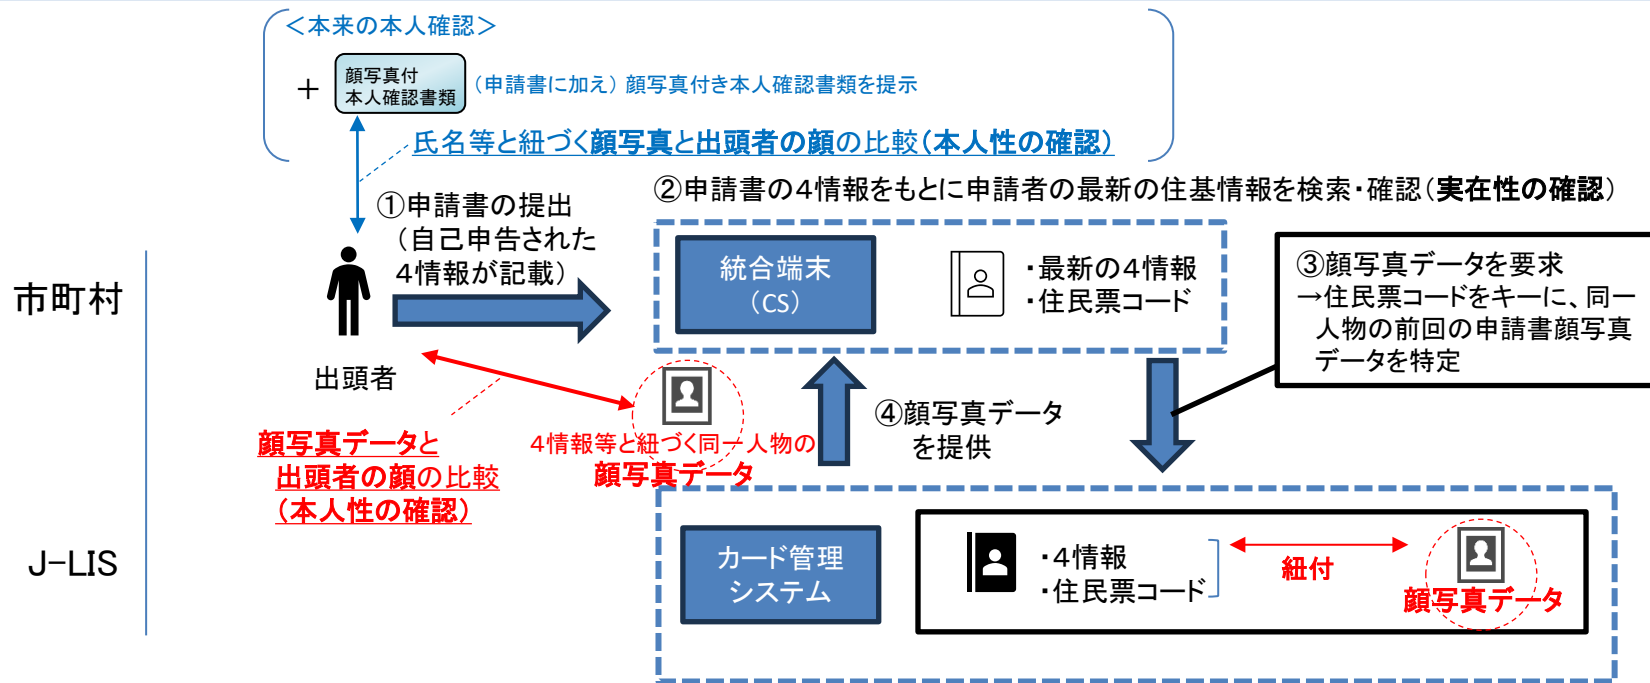 ＜本来の本人確認＞
＋
顔写真付
本人確認書類
（申請書に加え）顔写真付き本人確認書類を提示
氏名等と紐づく顔写真と出頭者の顔の比較（本人性の確認）
②申請書の４情報をもとに申請者の最新の住基情報を検索・確認（実在性の確認）
①申請書の提出
（自己申告された
４情報が記載）
市町村
出頭者
統合端末
（CS）
・最新の４情報
・住民票コード
③顔写真データを要求
→住民票コードをキーに、同一
人物の前回の申請書顔写真
データを特定
顔写真データと
出頭者の顔の比較
（本人性の確認）
４情報等と紐づく同一人物の
顔写真データ
④顔写真データ
を提供
J-LIS
カード管理
システム
・４情報
・住民票コード
紐付
顔写真データ